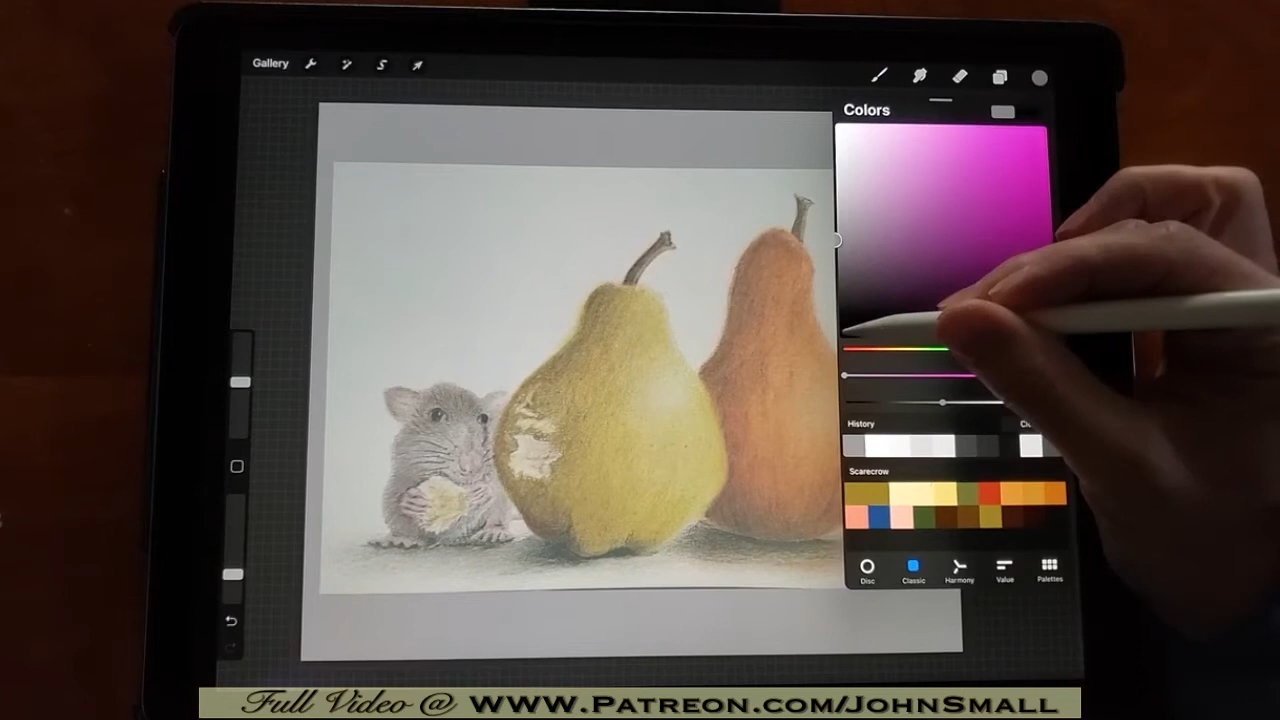 Gallery
Colors
History
Scarecrow
Disc
Classic
Harmony
Value
Palettes
Full Video @ www.Patreon.com/JohnSmall